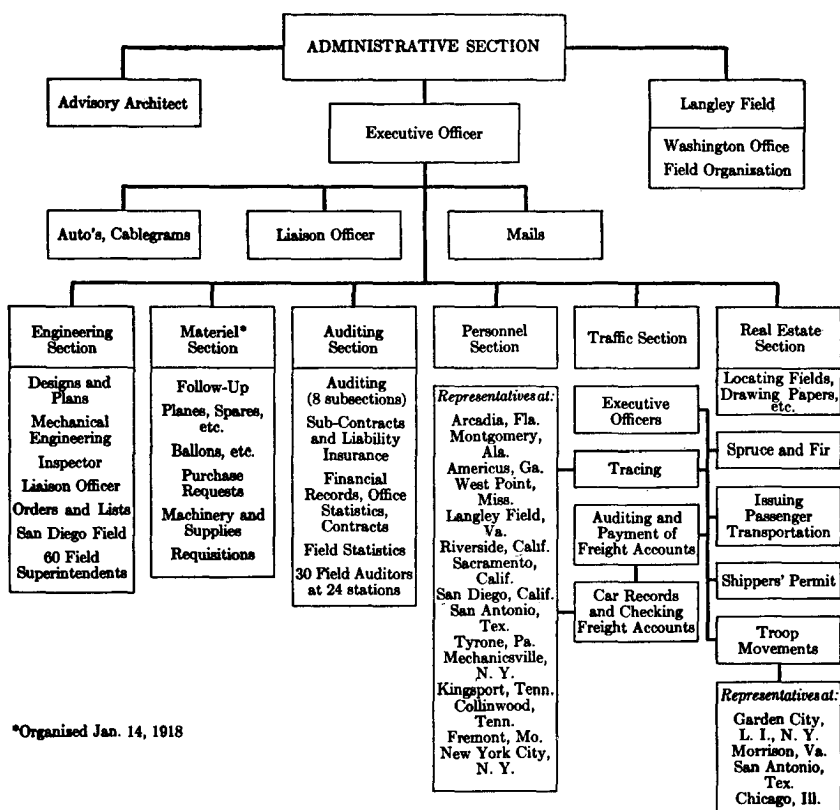 ADMINISTRATIVE SECTION
Advisory Architect
Langley Field
Washington Office
Field Organization
Executive Officer
Auto's, Cablegrams
Liaison Officer
Mails
Engineering
Section
Designs and
Plans
Mechanical
Engineering
Inspector
Liaison Officer
Orders and Lists
San Diego Field
60 Field
Superintendents
Materiel*
Section
Follow-Up
Planes, Spares,
etc.
Ballons, etc.
Purchase
Requests
Machinery and
Supplies
Requisitions
Auditing
Section
Auditing
(8 subsections)
Sub-Contracts
and Liability
Insurance
Financial
Records, Office
Statistics,
Contracts
Field Statistics
30 Field Auditors
at 24 stations
Personnel
Section
Representatives at:
Arcadia, Fla.
Montgomery,
Ala.
Americus, Ga.
West Point,
Miss.
Langley Field,
Va.
Riverside, Calif.
Sacramento,
Calif.
San Diego, Calif.
San Antonio,
Tex.
Tyrone, Pa.
Mechanicsville,
N. Y.
Kingsport, Tenn.
Collinwood,
Tenn.
Fremont, Mo.
New York City,
N. Y.
Traffic Section
Executive
Officers
Tracing
Auditing and
Payment of
Freight Accounts
Car Records
and Checking
Freight Accounts
Real Estate
Section
Locating Fields,
Drawing Papers,
etc.
Spruce and Fir
Issuing
Passenger
Transportation
Shippers' Permit
Troop
Movements
Representatives at:
Garden City,
L. I., N. Y.
Morrison, Va.
San Antonio,
Tex.
Chicago, Ill.
*Organised Jan. 14, 1918